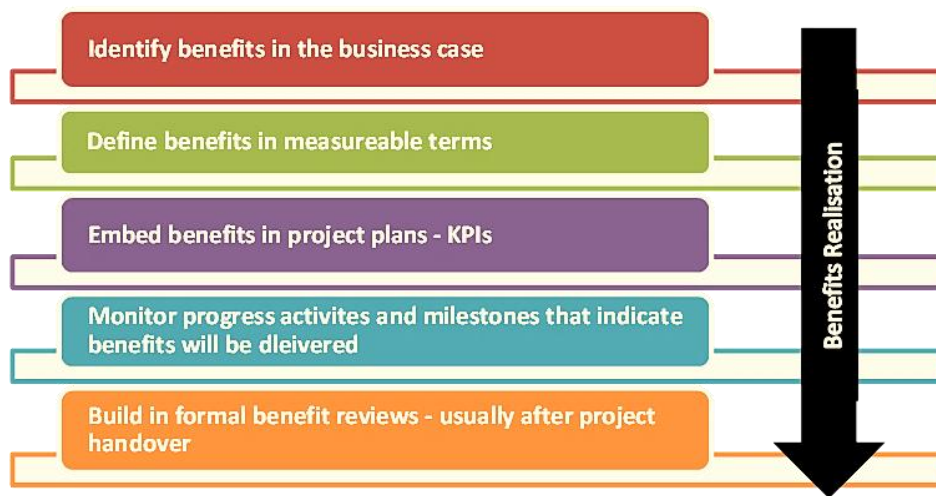 Identify benefits in the business case
Define benefits in measureable terms
Embed benefits in project plans - KPIs
Monitor progress activites and milestones that indicate
benefits will be dleivered
Build in formal benefit reviews - usually after project
handover
Benefits Realisation